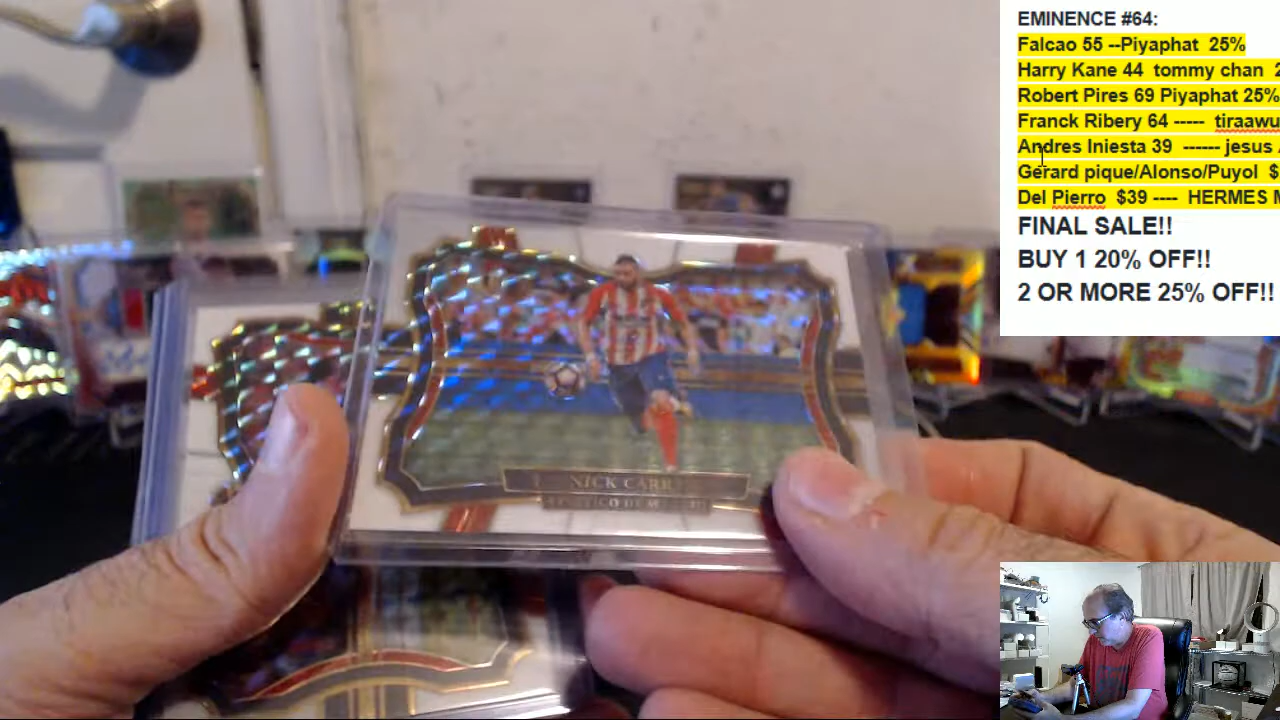 EMINENCE #64:
Falcao 55 --Piyaphat 25%
Harry Kane 44 tommy chan 2
Robert Pires 69 Piyaphat 25%
Franck Ribery 64 ----- tiraawu
Andres Iniesta 39 ------ jesus
Gerard pique/Alonso/Puyol $
Del Pierro $39 ---- HERMES M
FINAL SALE!!
BUY 1 20% OFF!!
2 OR MORE 25% OFF!!
NICK CARR